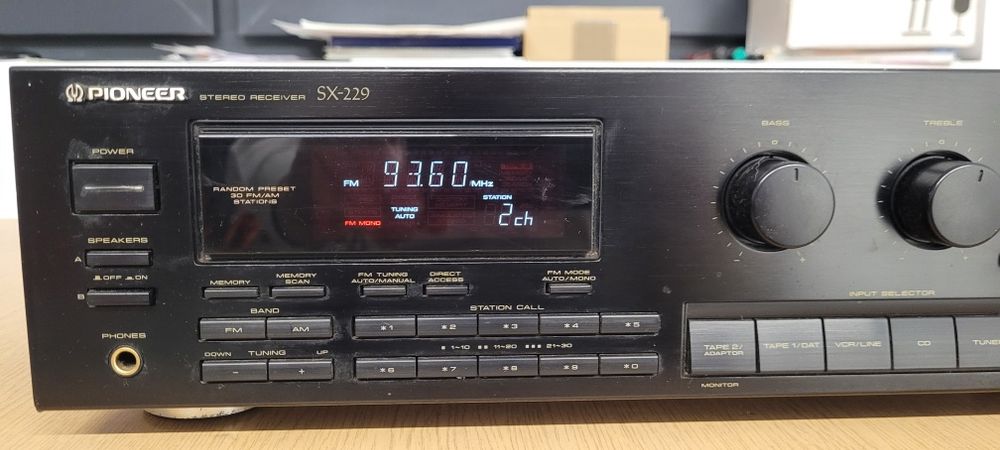 PIONEER STEREO RECEIVER SX-229
POWER
SPEAKERS
A
OFF ON
B
PHONES
RANDOM PRESET
30 FM/AM
STATIONS
FM 93.60 MHz
STATION
TUNING
AUTO
2ch
FM MONO
MEMORY
MEMORY
SCAN
FM TUNING
AUTO/MANUAL
DIRECT
ACCESS
FM MODE
AUTO/MONO
BAND
FM AM
DOWN TUNING UP
− +
STATION CALL
*1 *2 *3 *4 *5
1~10 11~20 21~30
*6 *7 *8 *9 *0
BASS
0
TREBLE
0
INPUT SELECTOR
TAPE 2/
ADAPTOR
TAPE 1/DAT
VCR/LINE
CD
TUNE
MONITOR